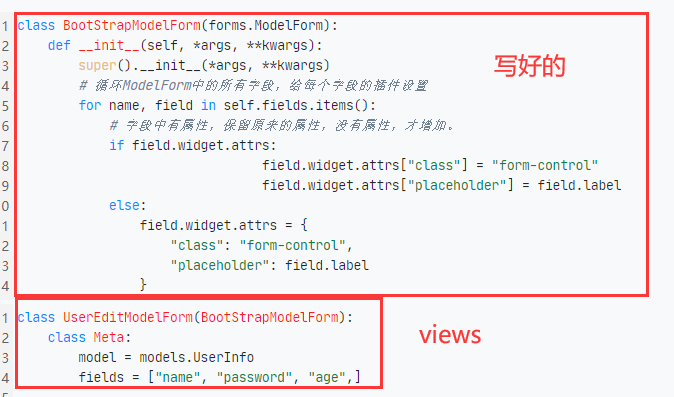 1 class BootStrapModelForm(forms.ModelForm):
2 def __init__(self, *args, **kwargs):
3 super().__init__(*args, **kwargs)
4 # 循环ModelForm中的所有字段，给每个字段的插件设置
5 for name, field in self.fields.items():
6 # 字段中有属性，保留原来的属性，没有属性，才增加。
7 if field.widget.attrs:
8 field.widget.attrs["class"] = "form-control"
9 field.widget.attrs["placeholder"] = field.label
0 else:
1 field.widget.attrs = {
2 "class": "form-control",
3 "placeholder": field.label
4 }
写好的
1 class UserEditModelForm(BootStrapModelForm):
2 class Meta:
3 model = models.UserInfo
4 fields = ["name", "password", "age",]
views